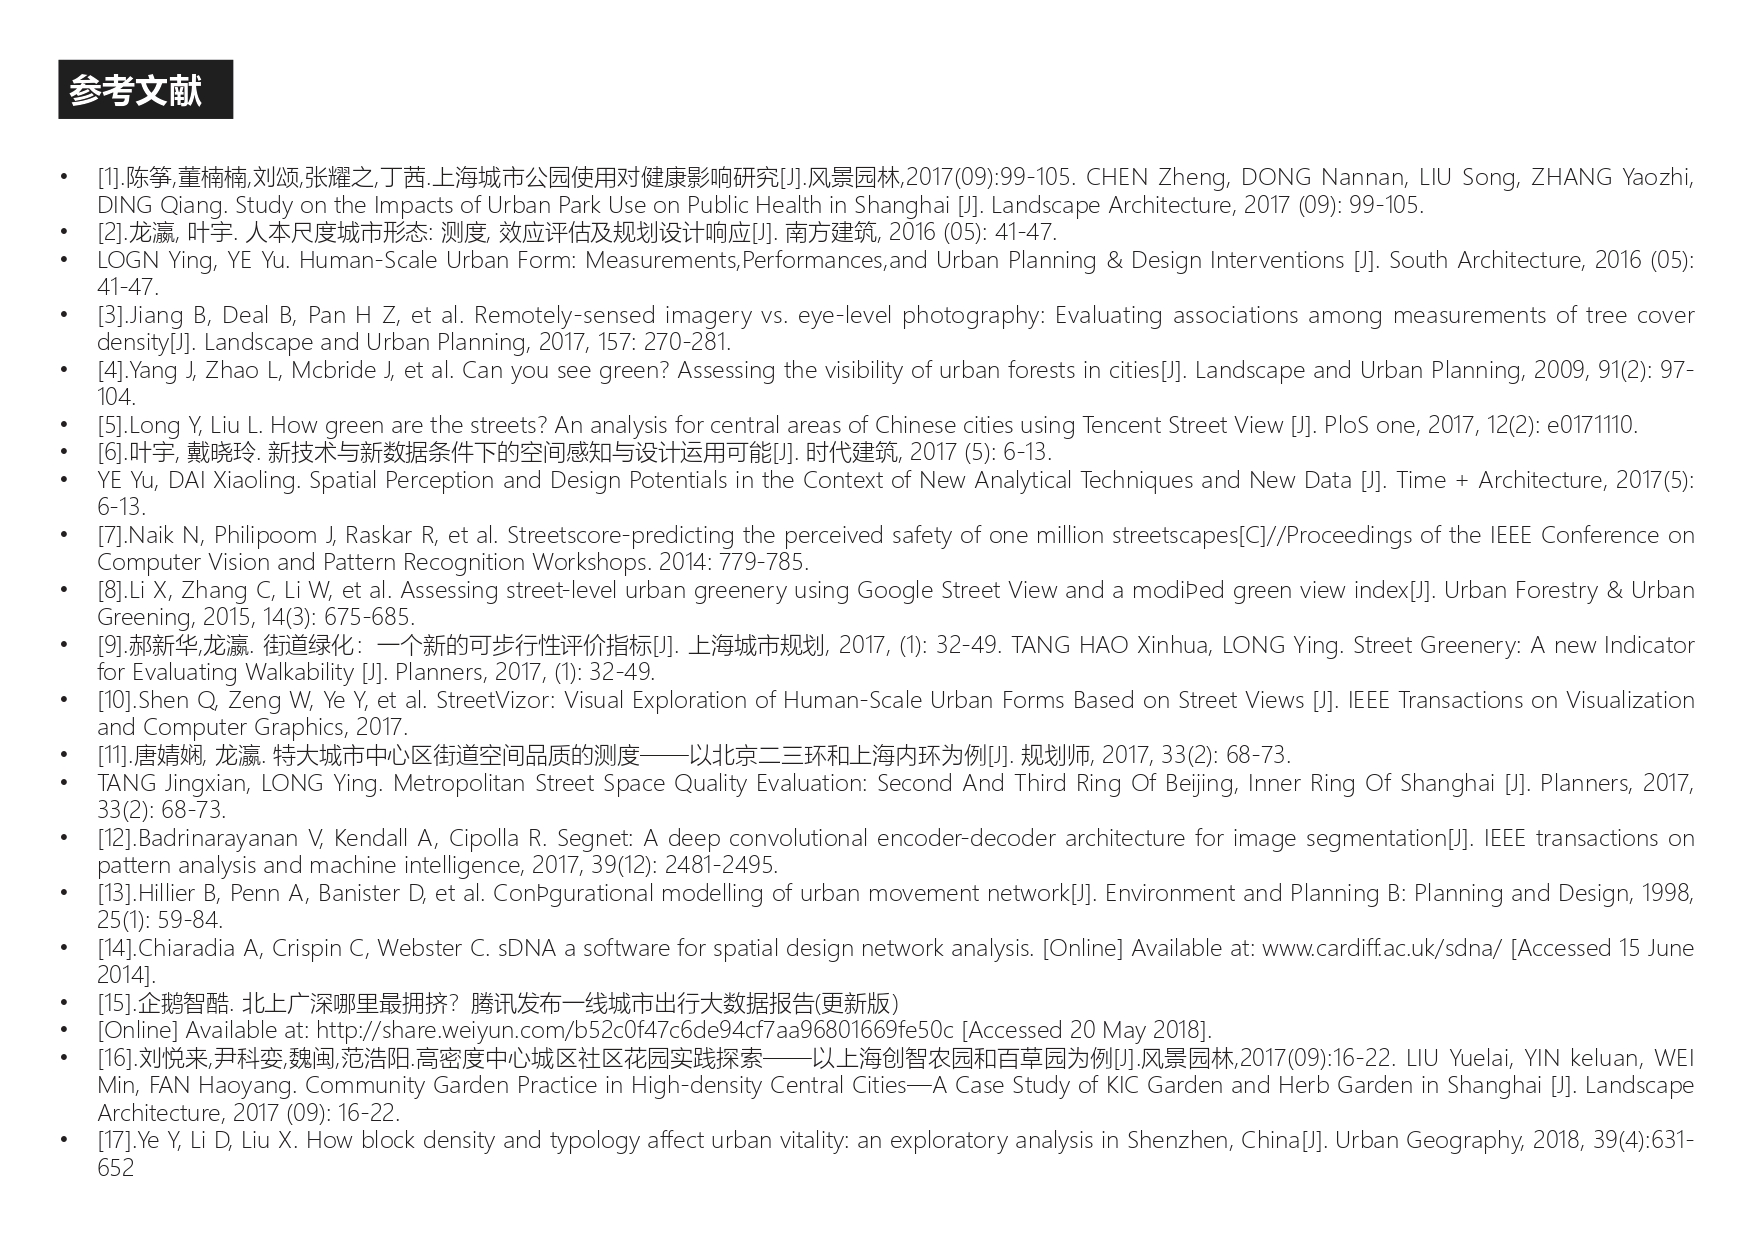 参考文献
• [1].陈筝,董楠楠,刘颂,张耀之,丁茜.上海城市公园使用对健康影响研究[J].风景园林,2017(09):99-105. CHEN Zheng, DONG Nannan, LIU Song, ZHANG Yaozhi,
DING Qiang. Study on the Impacts of Urban Park Use on Public Health in Shanghai [J]. Landscape Architecture, 2017 (09): 99-105.
• [2].龙瀛, 叶宇. 人本尺度城市形态: 测度, 效应评估及规划设计响应[J]. 南方建筑, 2016 (05): 41-47.
• LOGN Ying, YE Yu. Human-Scale Urban Form: Measurements,Performances,and Urban Planning & Design Interventions [J]. South Architecture, 2016 (05):
41-47.
• [3].Jiang B, Deal B, Pan H Z, et al. Remotely-sensed imagery vs. eye-level photography: Evaluating associations among measurements of tree cover
density[J]. Landscape and Urban Planning, 2017, 157: 270-281.
• [4].Yang J, Zhao L, Mcbride J, et al. Can you see green? Assessing the visibility of urban forests in cities[J]. Landscape and Urban Planning, 2009, 91(2): 97-
104.
• [5].Long Y, Liu L. How green are the streets? An analysis for central areas of Chinese cities using Tencent Street View [J]. PloS one, 2017, 12(2): e0171110.
• [6].叶宇, 戴晓玲. 新技术与新数据条件下的空间感知与设计运用可能[J]. 时代建筑, 2017 (5): 6-13.
• YE Yu, DAI Xiaoling. Spatial Perception and Design Potentials in the Context of New Analytical Techniques and New Data [J]. Time + Architecture, 2017(5):
6-13.
• [7].Naik N, Philipoom J, Raskar R, et al. Streetscore-predicting the perceived safety of one million streetscapes[C]//Proceedings of the IEEE Conference on
Computer Vision and Pattern Recognition Workshops. 2014: 779-785.
• [8].Li X, Zhang C, Li W, et al. Assessing street-level urban greenery using Google Street View and a modiÞed green view index[J]. Urban Forestry & Urban
Greening, 2015, 14(3): 675-685.
• [9].郝新华,龙瀛. 街道绿化：一个新的可步行性评价指标[J]. 上海城市规划, 2017, (1): 32-49. TANG HAO Xinhua, LONG Ying. Street Greenery: A new Indicator
for Evaluating Walkability [J]. Planners, 2017, (1): 32-49.
• [10].Shen Q, Zeng W, Ye Y, et al. StreetVizor: Visual Exploration of Human-Scale Urban Forms Based on Street Views [J]. IEEE Transactions on Visualization
and Computer Graphics, 2017.
• [11].唐婧娴, 龙瀛. 特大城市中心区街道空间品质的测度——以北京二三环和上海内环为例[J]. 规划师, 2017, 33(2): 68-73.
• TANG Jingxian, LONG Ying. Metropolitan Street Space Quality Evaluation: Second And Third Ring Of Beijing, Inner Ring Of Shanghai [J]. Planners, 2017,
33(2): 68-73.
• [12].Badrinarayanan V, Kendall A, Cipolla R. Segnet: A deep convolutional encoder-decoder architecture for image segmentation[J]. IEEE transactions on
pattern analysis and machine intelligence, 2017, 39(12): 2481-2495.
• [13].Hillier B, Penn A, Banister D, et al. ConÞgurational modelling of urban movement network[J]. Environment and Planning B: Planning and Design, 1998,
25(1): 59-84.
• [14].Chiaradia A, Crispin C, Webster C. sDNA a software for spatial design network analysis. [Online] Available at: www.cardiff.ac.uk/sdna/ [Accessed 15 June
2014].
• [15].企鹅智酷. 北上广深哪里最拥挤？腾讯发布一线城市出行大数据报告(更新版）
• [Online] Available at: http://share.weiyun.com/b52c0f47c6de94cf7aa96801669fe50c [Accessed 20 May 2018].
• [16].刘悦来,尹科娈,魏闽,范浩阳.高密度中心城区社区花园实践探索——以上海创智农园和百草园为例[J].风景园林,2017(09):16-22. LIU Yuelai, YIN keluan, WEI
Min, FAN Haoyang. Community Garden Practice in High-density Central Cities—A Case Study of KIC Garden and Herb Garden in Shanghai [J]. Landscape
Architecture, 2017 (09): 16-22.
• [17].Ye Y, Li D, Liu X. How block density and typology affect urban vitality: an exploratory analysis in Shenzhen, China[J]. Urban Geography, 2018, 39(4):631-
652